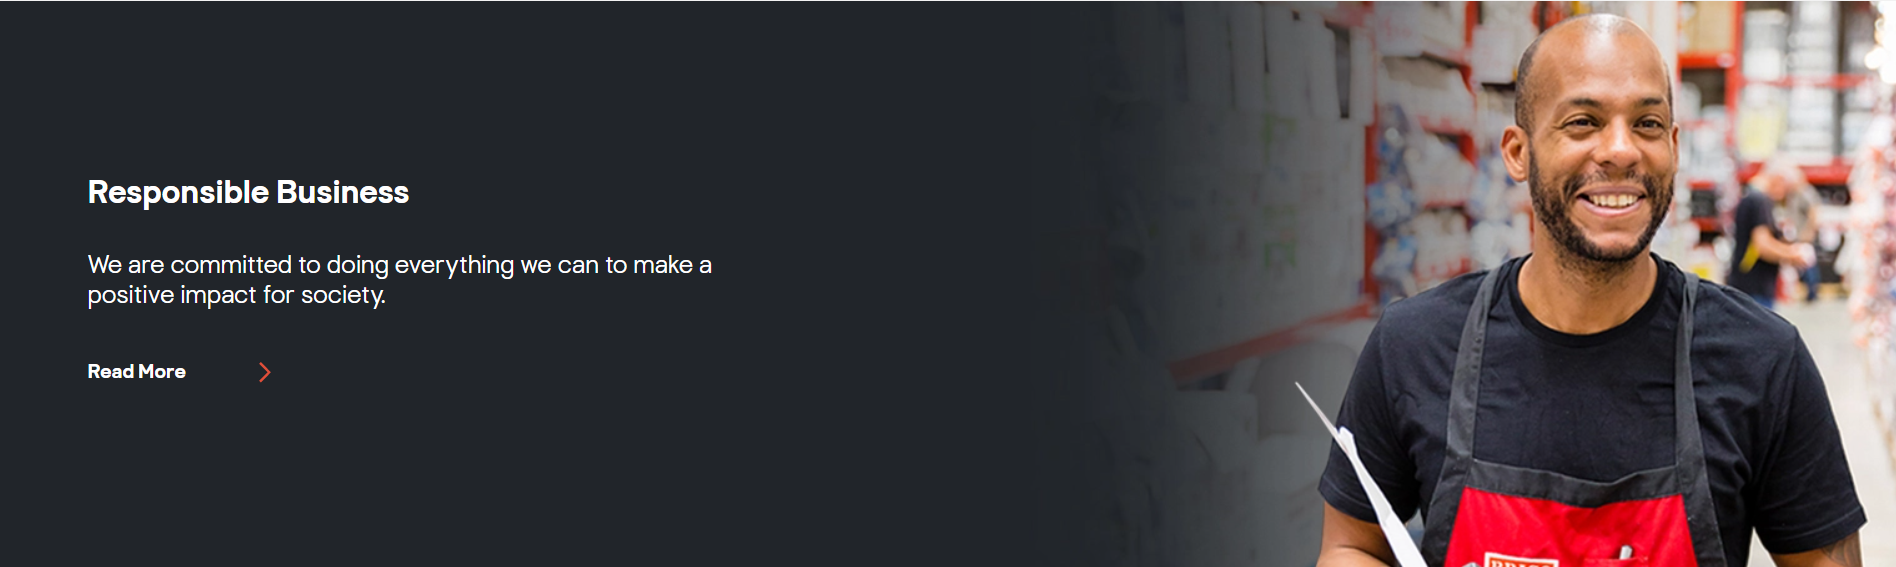 Responsible Business
We are committed to doing everything we can to make a
positive impact for society.
Read More